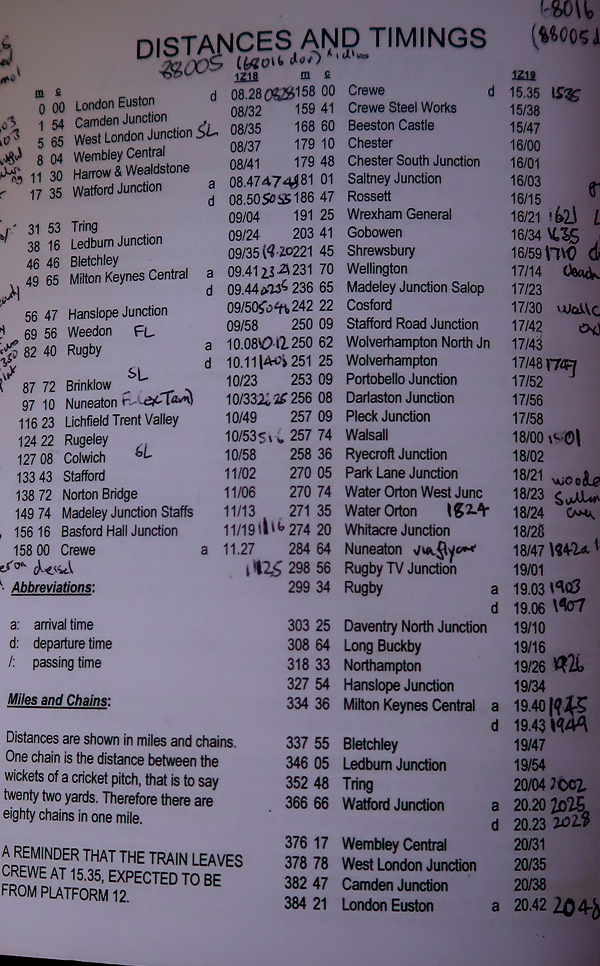 -8016
(88005 d
DISTANCES AND TIMINGS
88005 (68016 dor)
m c 1Z18
0 00 London Euston d 08.28 0828
1 54 Camden Junction 08/32
5 65 West London Junction SL 08/35
8 04 Wembley Central 08/37
11 30 Harrow & Wealdstone 08/41
17 35 Watford Junction a 08.47 4748
d 08.50 5055
09/04
31 53 Tring 09/24
38 16 Ledburn Junction 09/35 18.20
46 46 Bletchley
49 65 Milton Keynes Central a 09.41 23 21
d 09.44 0235
56 47 Hanslope Junction 09/50 5046
69 56 Weedon FL 09/58
82 40 Rugby a 10.08 10.12
d 10.11 1408
87 72 Brinklow SL 10/23
97 10 Nuneaton 10/33
116 23 Lichfield Trent Valley 10/49
124 22 Rugeley 10/53 516
127 08 Colwich SL 10/58
133 43 Stafford 11/02
138 72 Norton Bridge 11/06
149 74 Madeley Junction Staffs 11/13
156 16 Basford Hall Junction 11/19 1116
158 00 Crewe a 11.27
1125
diesel
Abbreviations:
a: arrival time
d: departure time
/: passing time
Miles and Chains:
Distances are shown in miles and chains.
One chain is the distance between the
wickets of a cricket pitch, that is to say
twenty two yards. Therefore there are
eighty chains in one mile.
A REMINDER THAT THE TRAIN LEAVES
CREWE AT 15.35, EXPECTED TO BE
FROM PLATFORM 12.
m c 1Z19
158 00 Crewe d 15.35 1535
159 41 Crewe Steel Works 15/38
168 60 Beeston Castle 15/47
179 10 Chester 16/00
179 48 Chester South Junction 16/01
181 01 Saltney Junction 16/03
186 47 Rossett 16/15
191 25 Wrexham General 16/21 1621
203 41 Gobowen 16/34 1635
221 45 Shrewsbury 16/59 1710
231 70 Wellington 17/14
236 65 Madeley Junction Salop 17/23
242 22 Cosford 17/30
250 09 Stafford Road Junction 17/42
250 62 Wolverhampton North Jn 17/43
251 25 Wolverhampton 17/48 1747
253 09 Portobello Junction 17/52
256 08 Darlaston Junction 17/56
257 09 Pleck Junction 17/58
257 74 Walsall 18/00 1801
258 36 Ryecroft Junction 18/02
270 05 Park Lane Junction 18/21
270 74 Water Orton West Junc 18/23
271 35 Water Orton 1824 18/24
274 20 Whitacre Junction 18/28
284 64 Nuneaton via flyover 18/47 1842
298 56 Rugby TV Junction 19/01
299 34 Rugby a 19.03 1903
d 19.06 1907
303 25 Daventry North Junction 19/10
308 64 Long Buckby 19/16
318 33 Northampton 19/26 1926
327 54 Hanslope Junction 19/34
334 36 Milton Keynes Central a 19.40 1945
d 19.43 1949
337 55 Bletchley 19/47
346 05 Ledburn Junction 19/54
352 48 Tring 20/04 2002
366 66 Watford Junction a 20.20 2025
d 20.23 2028
376 17 Wembley Central 20/31
378 78 West London Junction 20/35
382 47 Camden Junction 20/38
384 21 London Euston a 20.42 2048